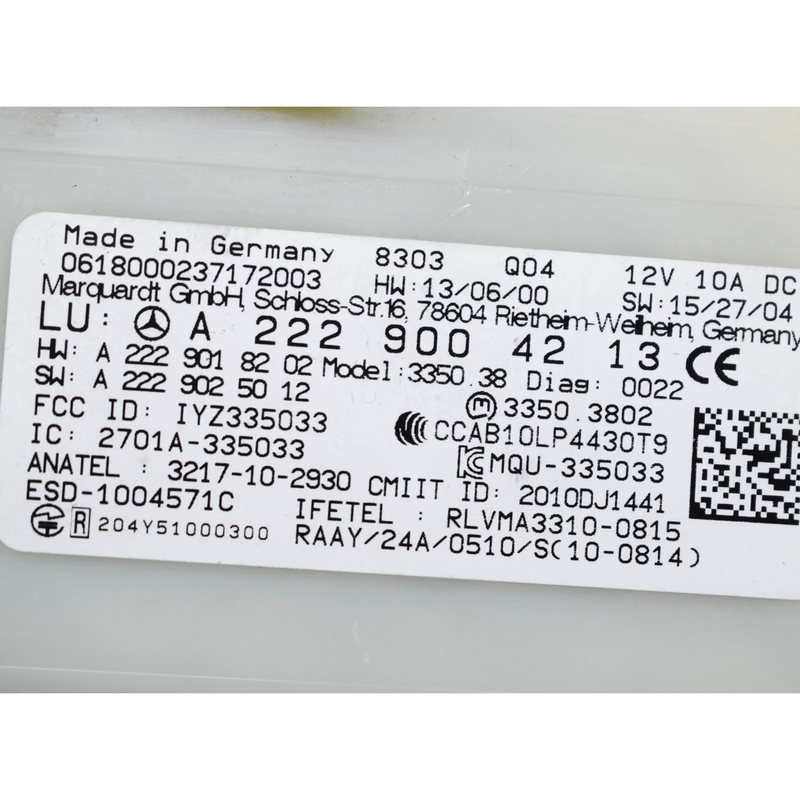 Made in Germany 8303 Q04 12V 10A DC
0618000237172003 HW:13/06/00 SW:15/27/04
Marquardt GmbH, Schloss-Str.16, 78604 Rietheim-Weilheim, Germany
LU: A 222 900 42 13 CE
HW: A 222 901 82 02 Model:3350.38 Diag: 0022
SW: A 222 902 50 12 3350.3802
FCC ID: IYZ335033 CCAB10LP4430T9
IC: 2701A-335033 MQU-335033
ANATEL: 3217-10-2930 CMIIT ID: 2010DJ1441
ESD-1004571C IFETEL: RLVMA3310-0815
R 204Y51000300 RAAY/24A/0510/S(10-0814)